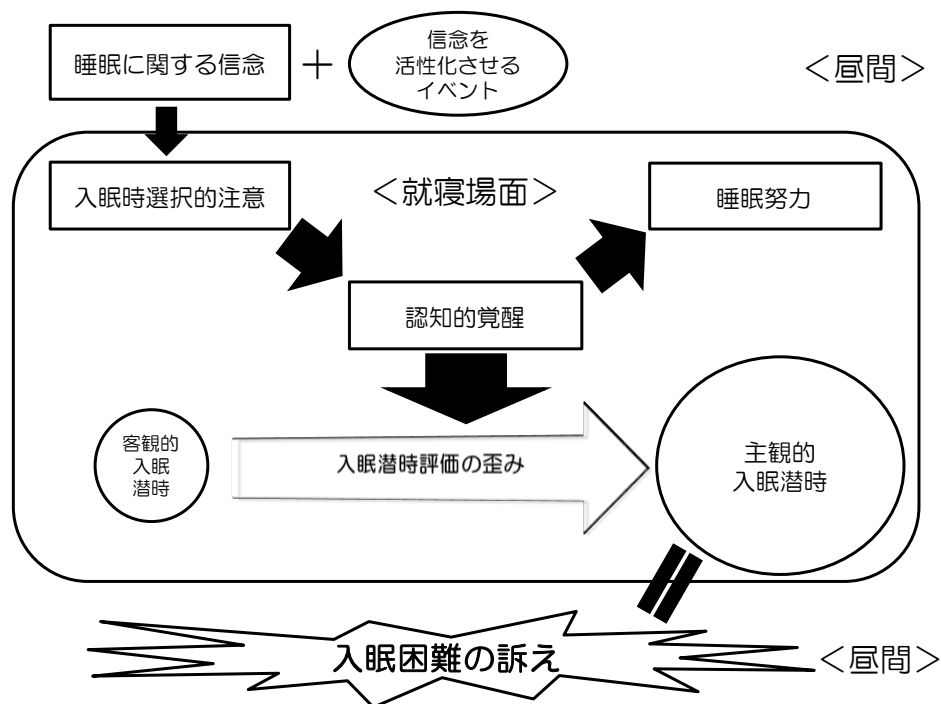 睡眠に関する信念
＋
信念を
活性化させる
イベント
＜昼間＞
入眠時選択的注意
＜就寝場面＞
睡眠努力
認知的覚醒
客観的
入眠
潜時
入眠潜時評価の歪み
主観的
入眠潜時
入眠困難の訴え
＜昼間＞